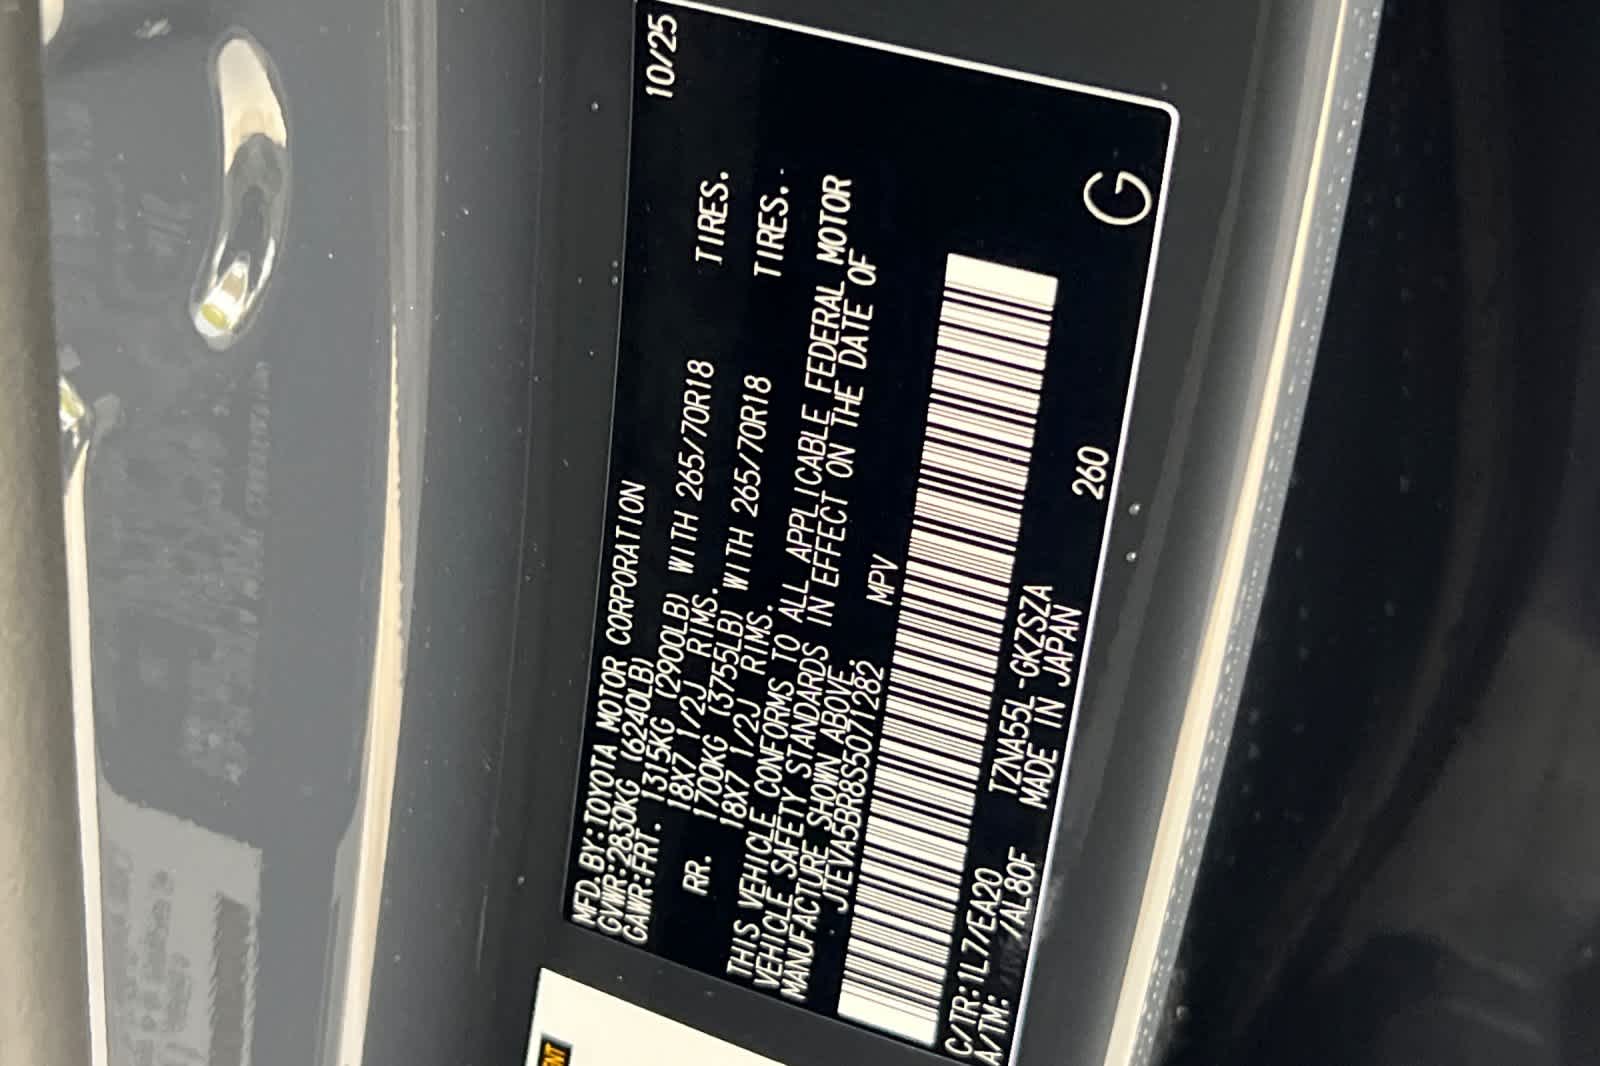 MFD. BY: TOYOTA MOTOR CORPORATION 10/25
GVWR: 2830KG (6240LB)
GAWR: FRT. 1315KG (2900LB) WITH 265/70R18 TIRES.
18X7 1/2J RIMS.
RR. 1700KG (3755LB) WITH 265/70R18 TIRES.
18X7 1/2J RIMS.
THIS VEHICLE CONFORMS TO ALL APPLICABLE FEDERAL MOTOR
VEHICLE SAFETY STANDARDS IN EFFECT ON THE DATE OF
MANUFACTURE SHOWN ABOVE.
JTEVA5BR8S5071282 MPV
C/TR: 1L7/EA20 TZNA55L-GKZSZA 260
A/TM: /AL80F MADE IN JAPAN
G